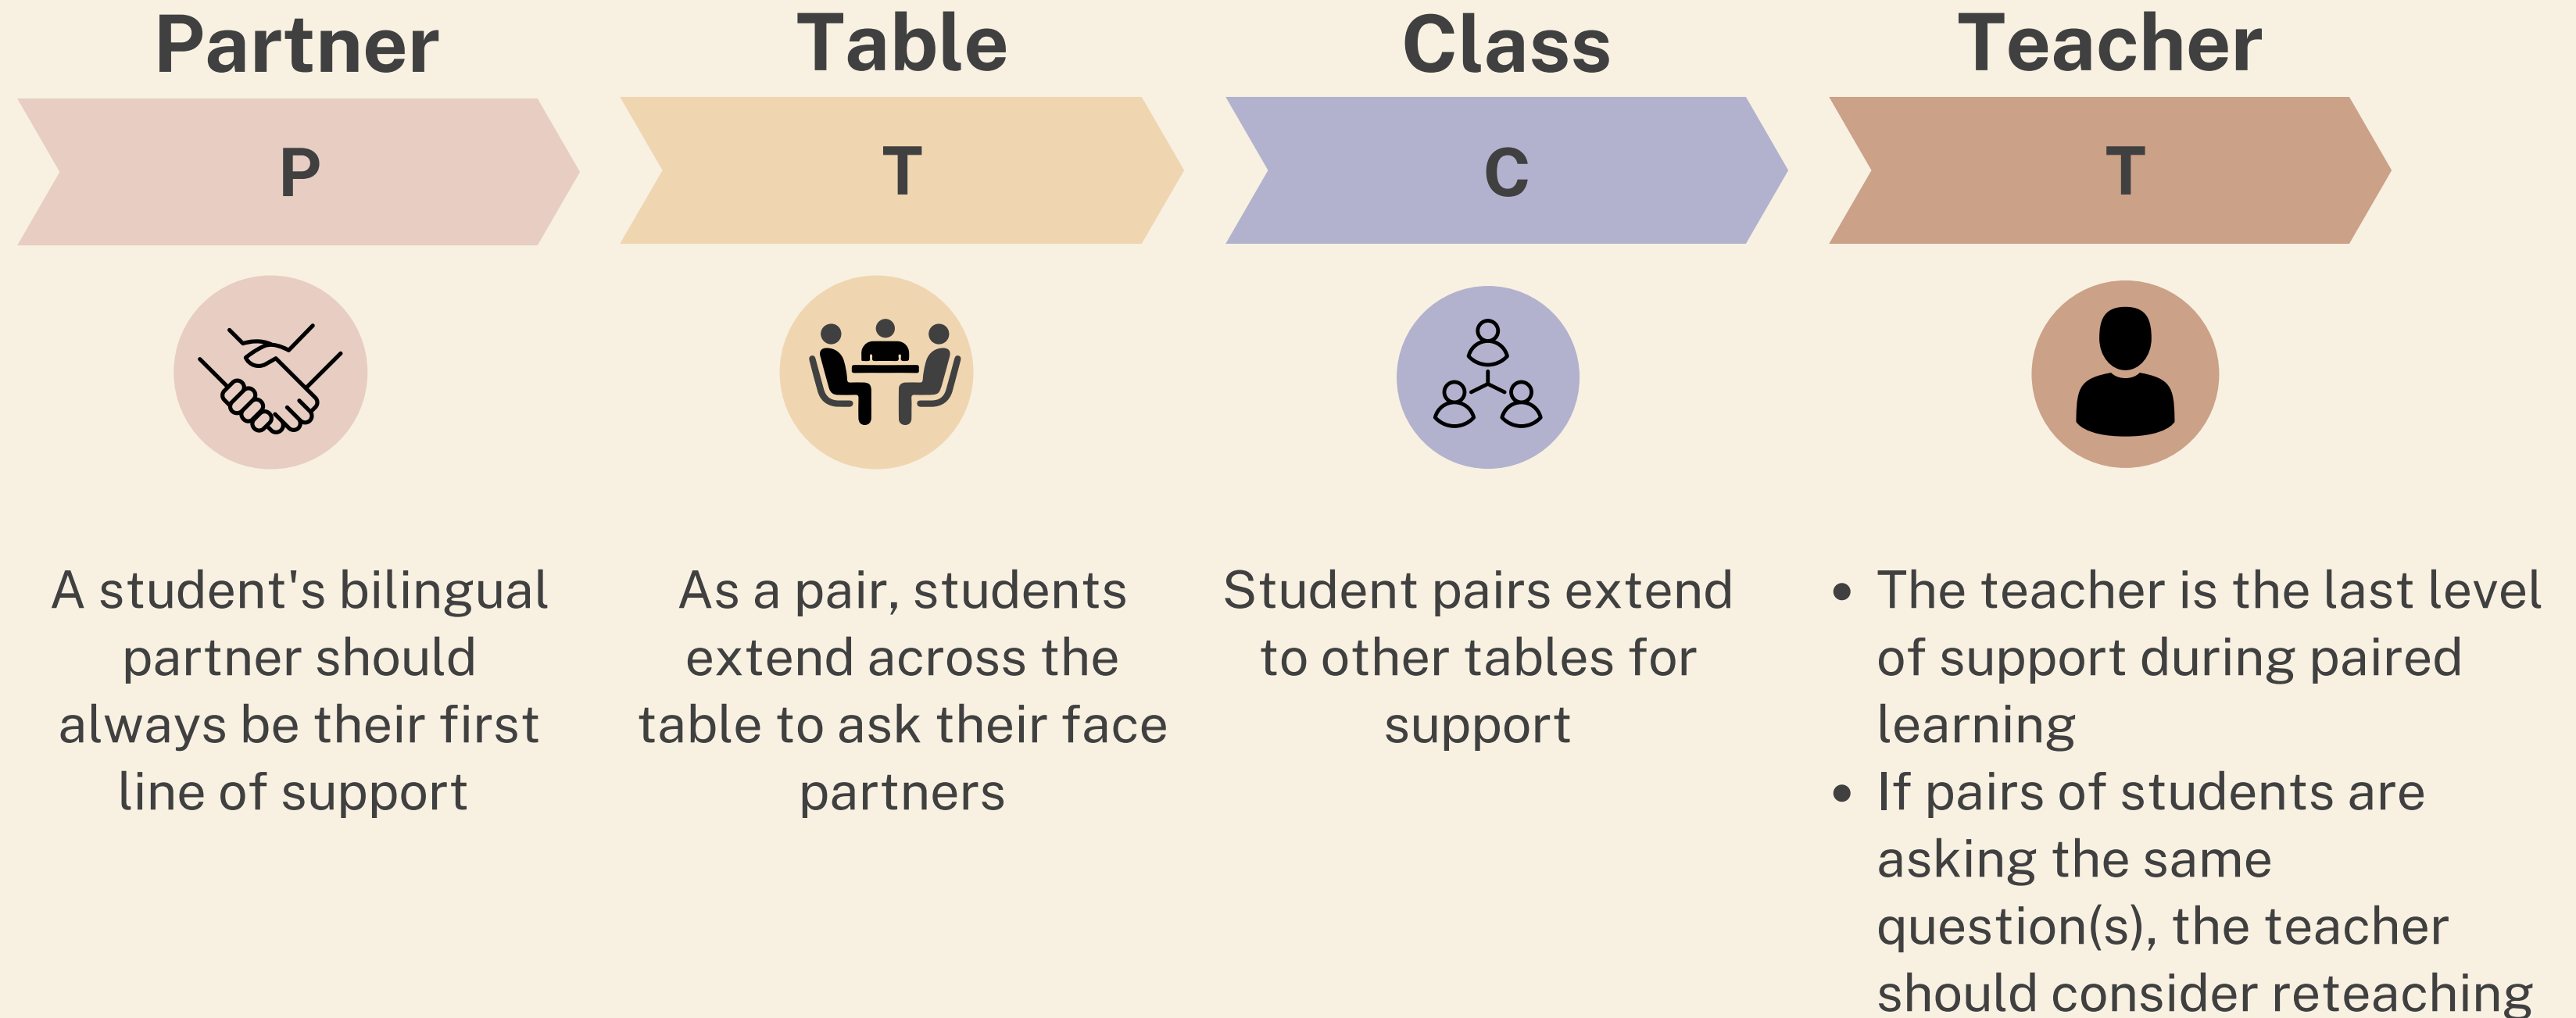 Partner
P
A student's bilingual
partner should
always be their first
line of support
Table
T
As a pair, students
extend across the
table to ask their face
partners
Class
C
Student pairs extend
to other tables for
support
Teacher
T
• The teacher is the last level
of support during paired
learning
• If pairs of students are
asking the same
question(s), the teacher
should consider reteaching